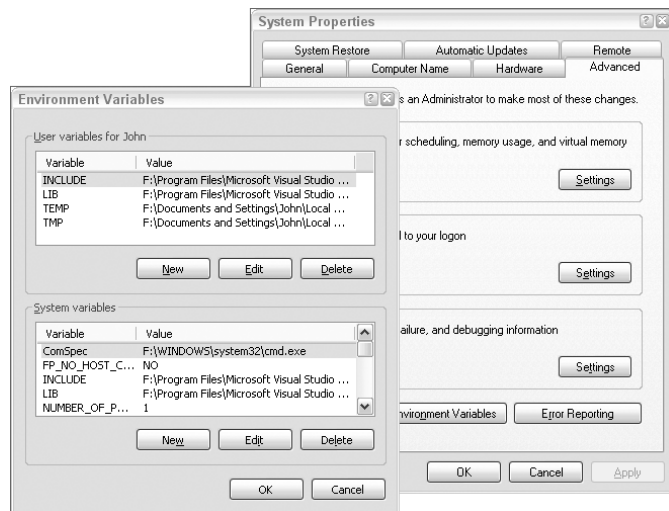 System Properties
System Restore Automatic Updates Remote
General Computer Name Hardware Advanced
s an Administrator to make most of these changes.
scheduling, memory usage, and virtual memory
Settings
to your logon
Settings
ailure, and debugging information
Settings
nvironment Variables Error Reporting
OK Cancel Apply
Environment Variables
User variables for John
Variable Value
INCLUDE F:\Program Files\Microsoft Visual Studio ...
LIB F:\Program Files\Microsoft Visual Studio ...
TEMP F:\Documents and Settings\John\Local ...
TMP F:\Documents and Settings\John\Local ...
New Edit Delete
System variables
Variable Value
ComSpec F:\WINDOWS\system32\cmd.exe
FP_NO_HOST_C... NO
INCLUDE F:\Program Files\Microsoft Visual Studio ...
LIB F:\Program Files\Microsoft Visual Studio ...
NUMBER_OF_P... 1
New Edit Delete
OK Cancel